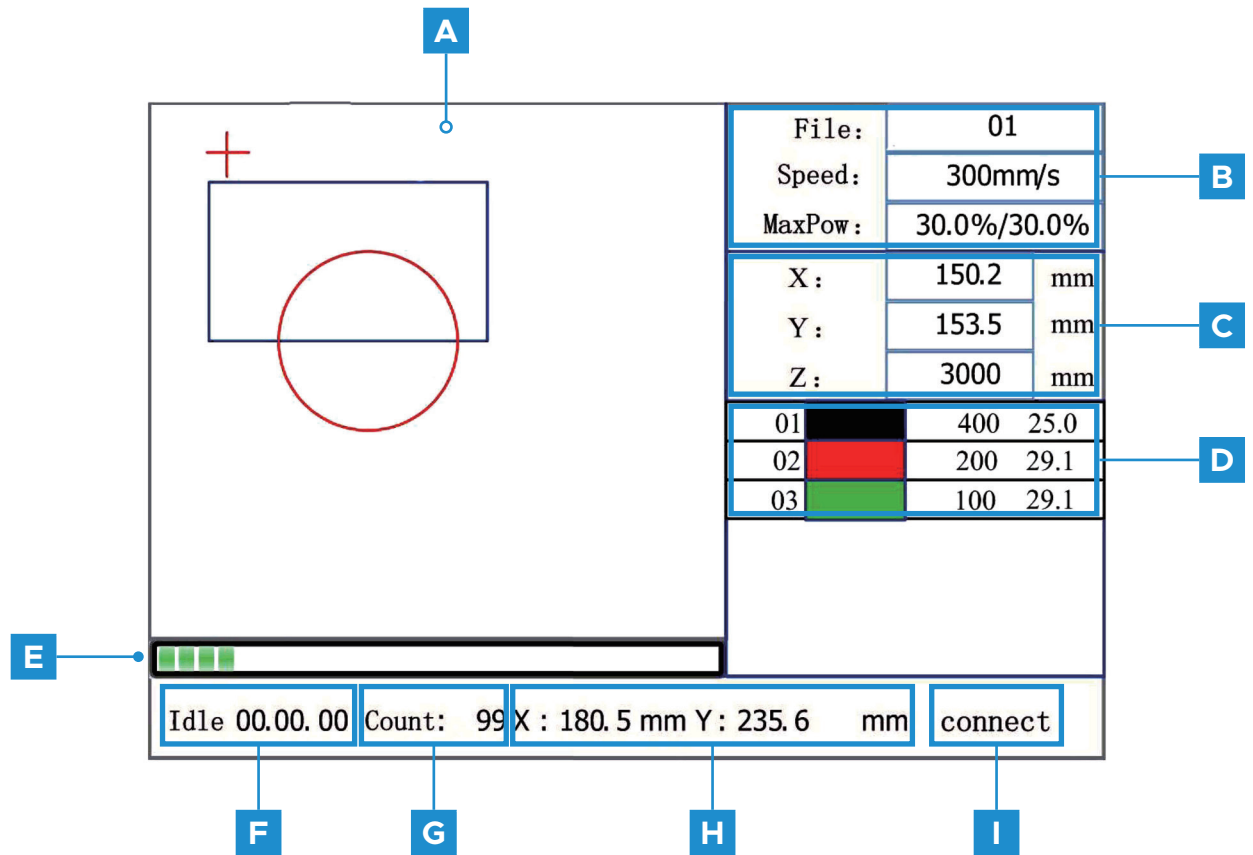 A
File: 01
Speed: 300mm/s
B
MaxPow: 30.0%/30.0%
X: 150.2 mm
Y: 153.5 mm
C
Z: 3000 mm
01 400 25.0
02 200 29.1
D
03 100 29.1
E
Idle 00.00.00 Count: 99 X: 180.5 mm Y: 235.6 mm connect
F G H I